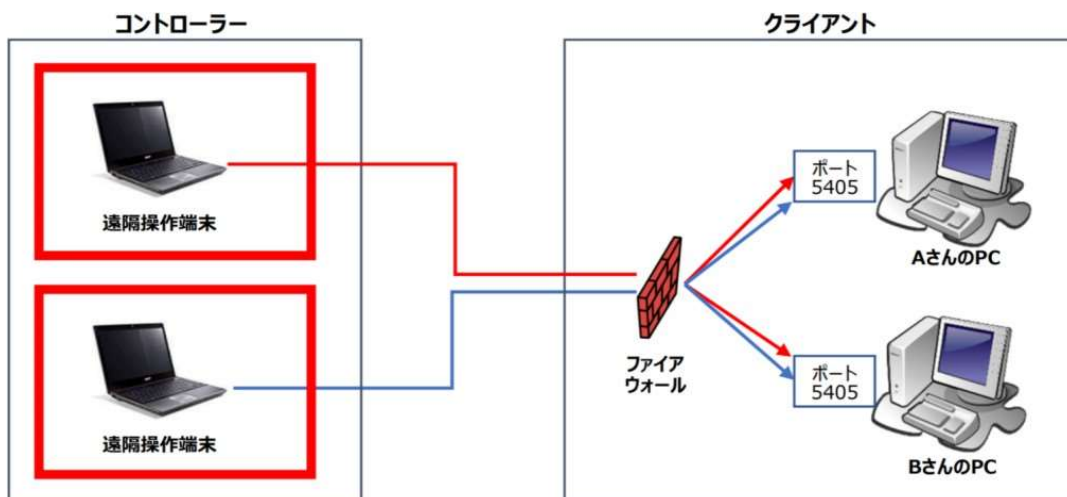 コントローラー
クライアント
遠隔操作端末
遠隔操作端末
ファイア
ウォール
ポート
5405
AさんのPC
ポート
5405
BさんのPC